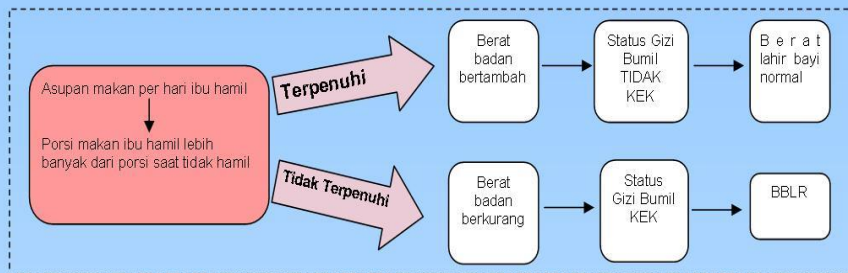 Asupan makan per hari ibu hamil
Porsi makan ibu hamil lebih
banyak dari porsi saat tidak hamil
Terpenuhi
Berat
badan
bertambah
Status Gizi
Bumil
TIDAK
KEK
B e r a t
lahir bayi
normal
Tidak Terpenuhi
Berat
badan
berkurang
Status
Gizi Bumil
KEK
BBLR